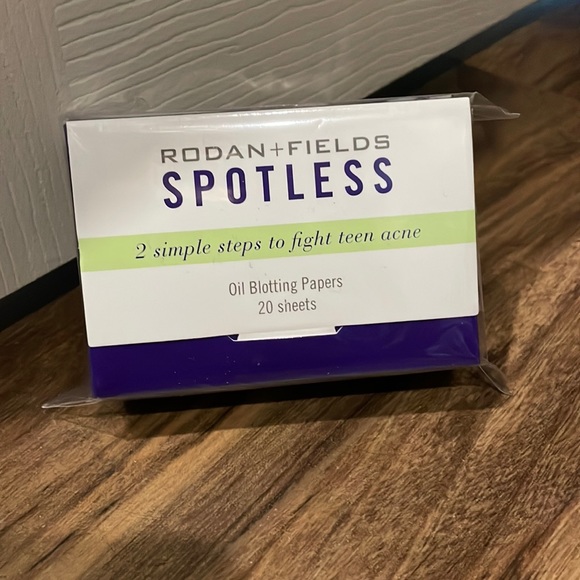 RODAN+FIELDS
SPOTLESS
2 simple steps to fight teen acne
Oil Blotting Papers
20 sheets